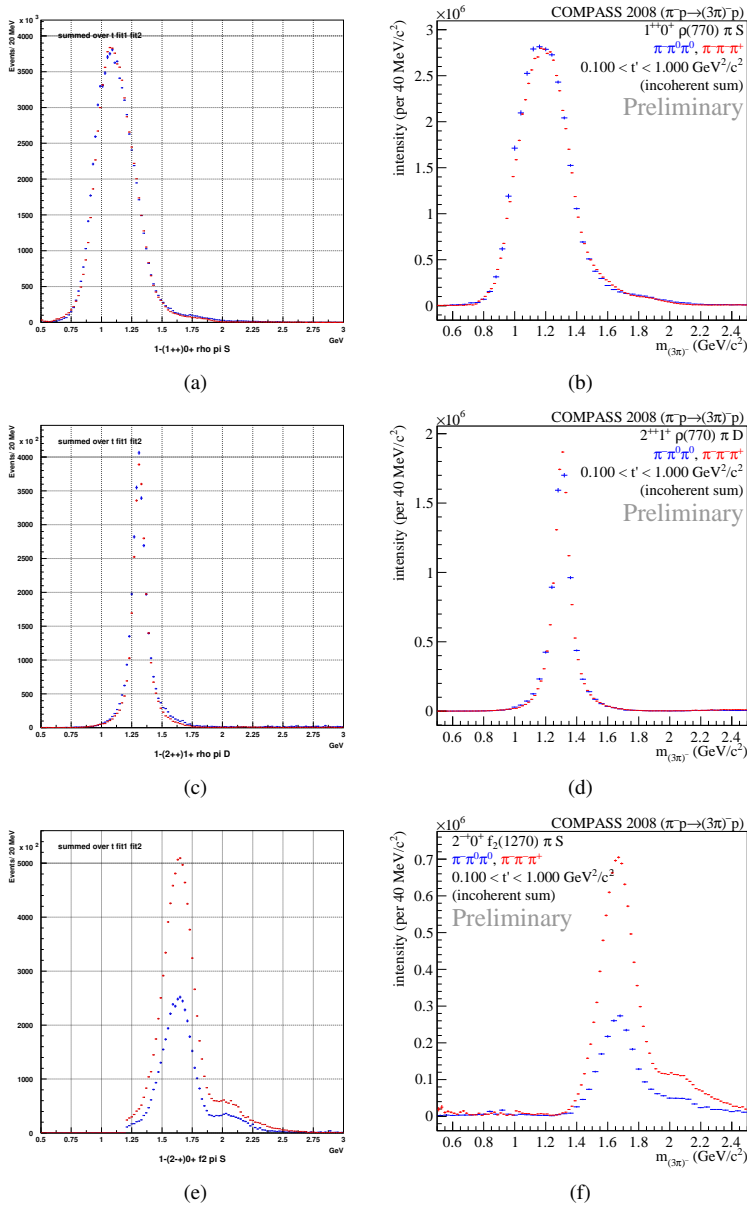 × 10³
Events/ 20 MeV
summed over t fit1 fit2
4000
3500
3000
2500
2000
1500
1000
500
0
0.5 0.75 1 1.25 1.5 1.75 2 2.25 2.5 2.75 3
GeV
1-(1++)0+ rho pi S
(a)
×10⁶
COMPASS 2008 (π⁻p→(3π)⁻p)
1⁺⁺0⁺ ρ(770) π S
π⁻π⁰π⁰, π⁻π⁻π⁺
0.100 < t' < 1.000 GeV²/c²
(incoherent sum)
Preliminary
intensity (per 40 MeV/c²)
3
2.5
2
1.5
1
0.5
0
0.6 0.8 1 1.2 1.4 1.6 1.8 2 2.2 2.4
m(3π)⁻ (GeV/c²)
(b)
× 10²
Events/ 20 MeV
summed over t fit1 fit2
4000
3500
3000
2500
2000
1500
1000
500
0
0.5 0.75 1 1.25 1.5 1.75 2 2.25 2.5 2.75 3
GeV
1-(2++)1+ rho pi D
(c)
×10⁶
COMPASS 2008 (π⁻p→(3π)⁻p)
2⁺⁺1⁺ ρ(770) π D
π⁻π⁰π⁰, π⁻π⁻π⁺
0.100 < t' < 1.000 GeV²/c²
(incoherent sum)
Preliminary
intensity (per 40 MeV/c²)
2
1.5
1
0.5
0
0.6 0.8 1 1.2 1.4 1.6 1.8 2 2.2 2.4
m(3π)⁻ (GeV/c²)
(d)
× 10²
Events/ 20 MeV
summed over t fit1 fit2
5000
4000
3000
2000
1000
0
0.5 0.75 1 1.25 1.5 1.75 2 2.25 2.5 2.75 3
GeV
1-(2-+)0+ f2 pi S
(e)
×10⁶
COMPASS 2008 (π⁻p→(3π)⁻p)
2⁻⁺0⁺ f₂(1270) π S
π⁻π⁰π⁰, π⁻π⁻π⁺
0.100 < t' < 1.000 GeV²/c²
(incoherent sum)
Preliminary
intensity (per 40 MeV/c²)
0.7
0.6
0.5
0.4
0.3
0.2
0.1
0
0.6 0.8 1 1.2 1.4 1.6 1.8 2 2.2 2.4
m(3π)⁻ (GeV/c²)
(f)